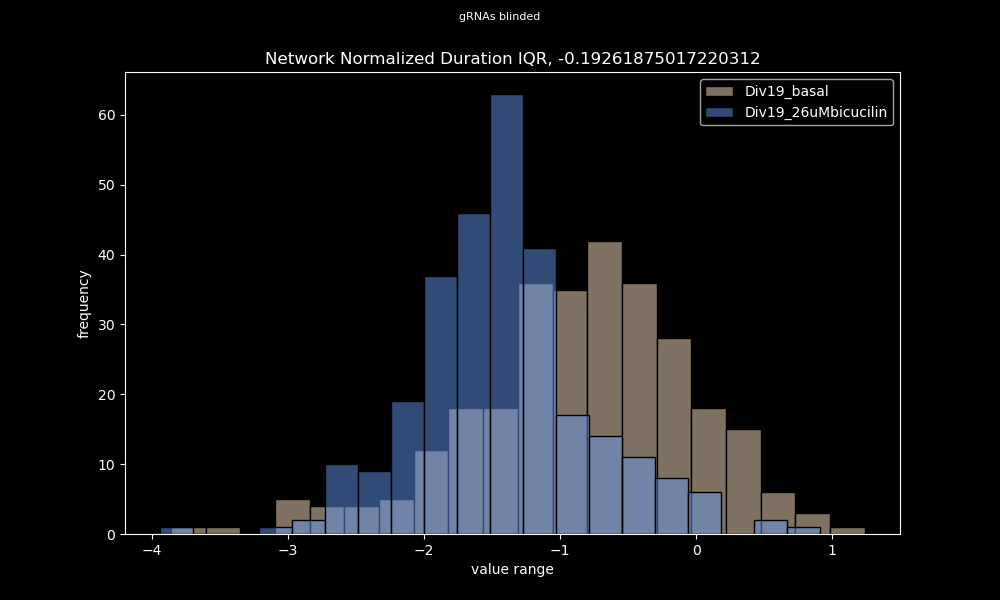 gRNAs blinded
Network Normalized Duration IQR, -0.19261875017220312
Div19_basal
Div19_26uMbicucilin
frequency
60
50
40
30
20
10
0
−4
−3
−2
−1
0
1
value range